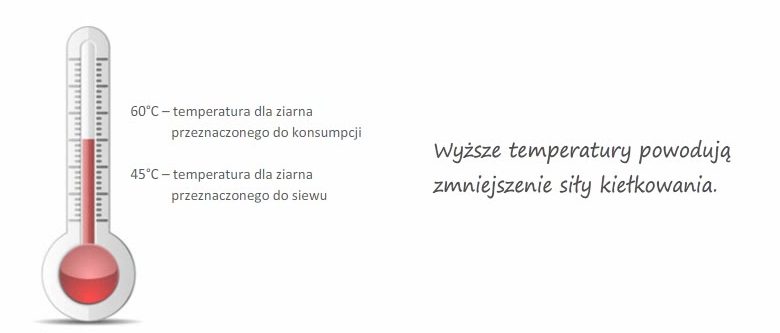 60°C – temperatura dla ziarna
przeznaczonego do konsumpcji
45°C – temperatura dla ziarna
przeznaczonego do siewu
Wyższe temperatury powodują
zmniejszenie siły kiełkowania.